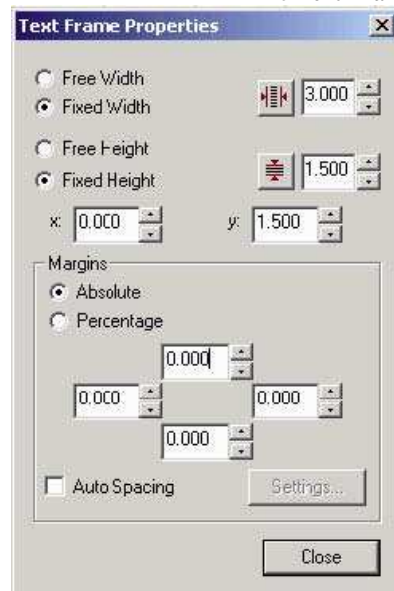 Text Frame Properties
Free Width
Fixed Width
3.000
Free Height
Fixed Height
1.500
x: 0.000 y: 1.500
Margins
Absolute
Percentage
0.000
0.000 0.000
0.000
Auto Spacing Settings...
Close